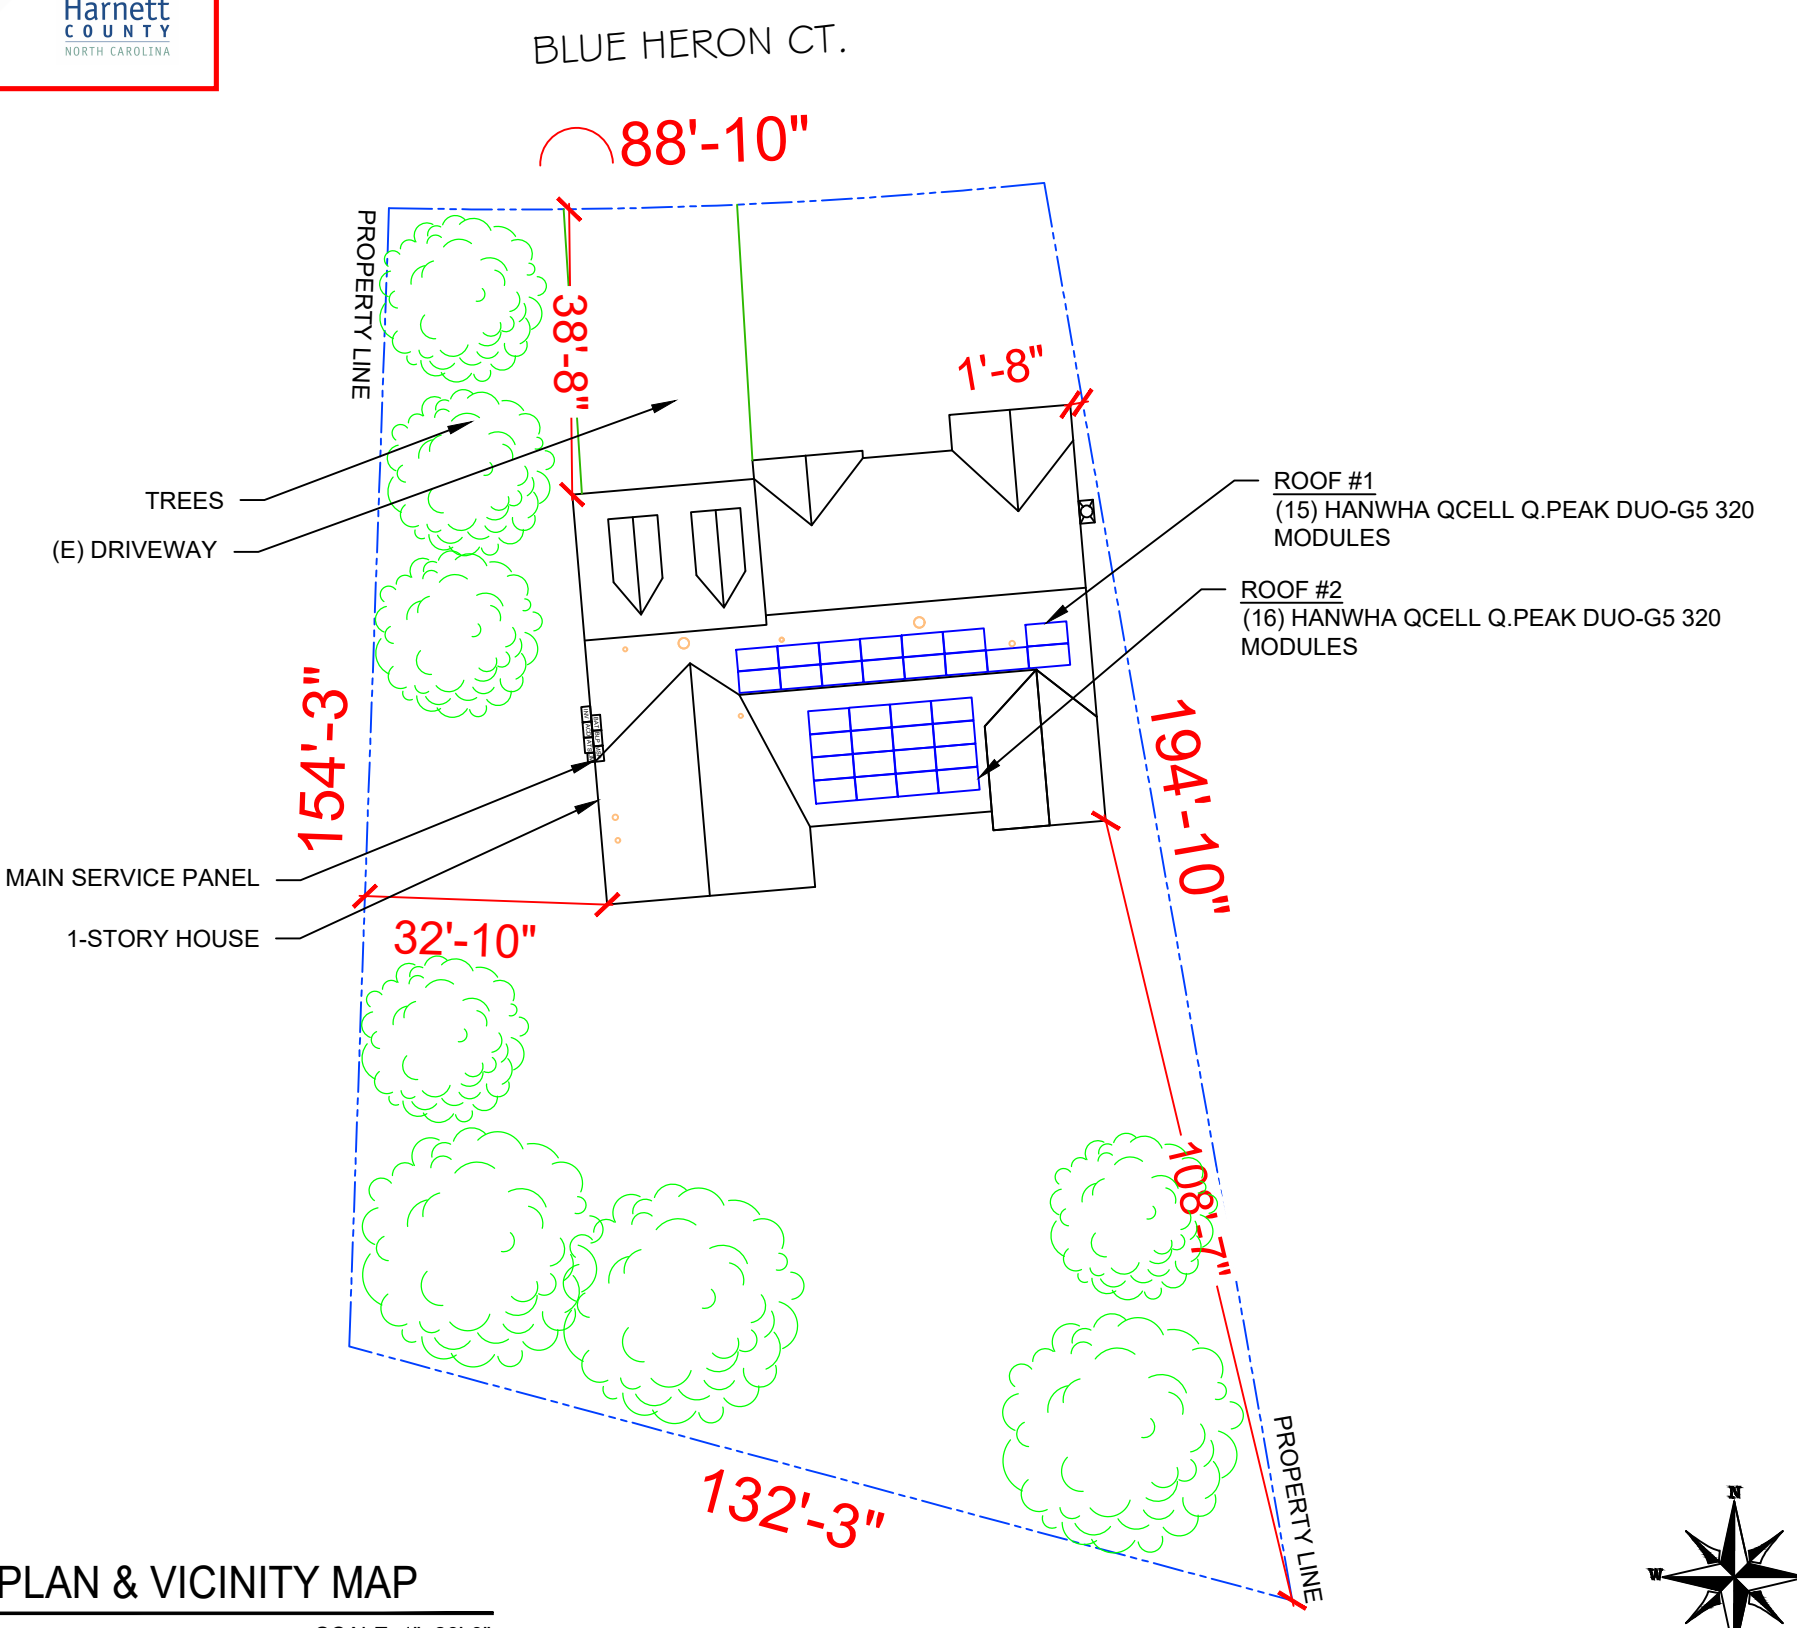 Harnett
COUNTY
NORTH CAROLINA
BLUE HERON CT.
88'-10"
PROPERTY LINE
38'-8"
1'-8"
TREES
(E) DRIVEWAY
ROOF #1
(15) HANWHA QCELL Q.PEAK DUO-G5 320
MODULES
ROOF #2
(16) HANWHA QCELL Q.PEAK DUO-G5 320
MODULES
154'-3"
194'-10"
MAIN SERVICE PANEL
1-STORY HOUSE
32'-10"
108'-7"
132'-3"
PROPERTY LINE
PLAN & VICINITY MAP
N
W